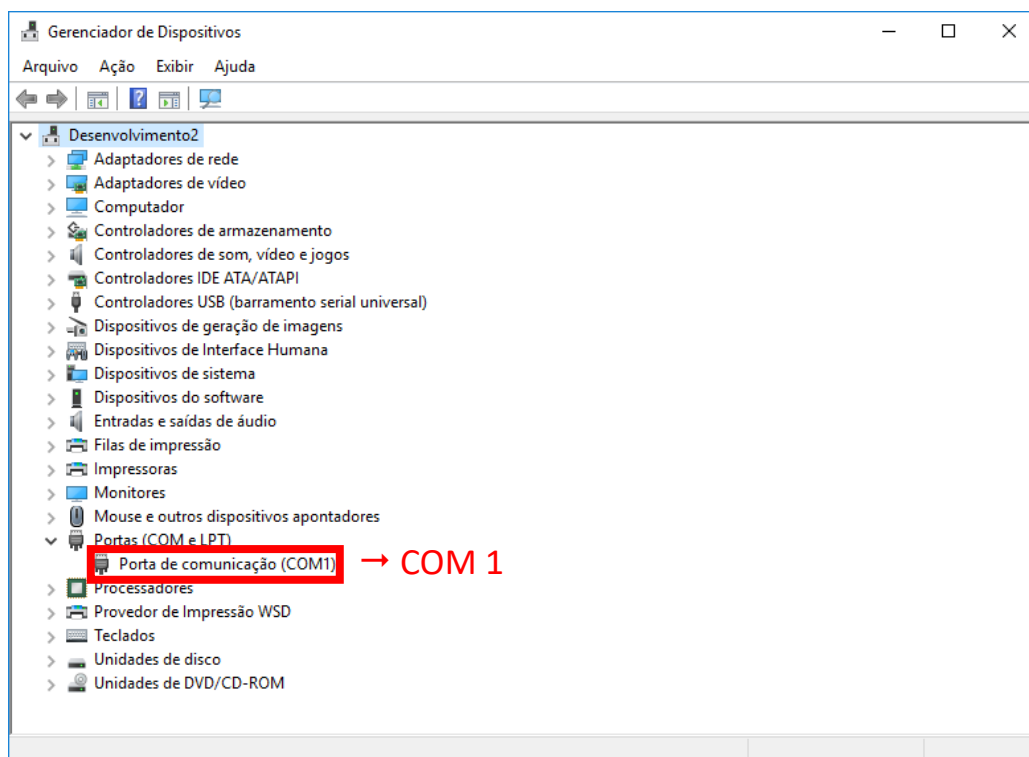 Gerenciador de Dispositivos
Arquivo Ação Exibir Ajuda
Desenvolvimento2
Adaptadores de rede
Adaptadores de vídeo
Computador
Controladores de armazenamento
Controladores de som, vídeo e jogos
Controladores IDE ATA/ATAPI
Controladores USB (barramento serial universal)
Dispositivos de geração de imagens
Dispositivos de Interface Humana
Dispositivos de sistema
Dispositivos do software
Entradas e saídas de áudio
Filas de impressão
Impressoras
Monitores
Mouse e outros dispositivos apontadores
Portas (COM e LPT)
Porta de comunicação (COM1) → COM 1
Processadores
Provedor de Impressão WSD
Teclados
Unidades de disco
Unidades de DVD/CD-ROM